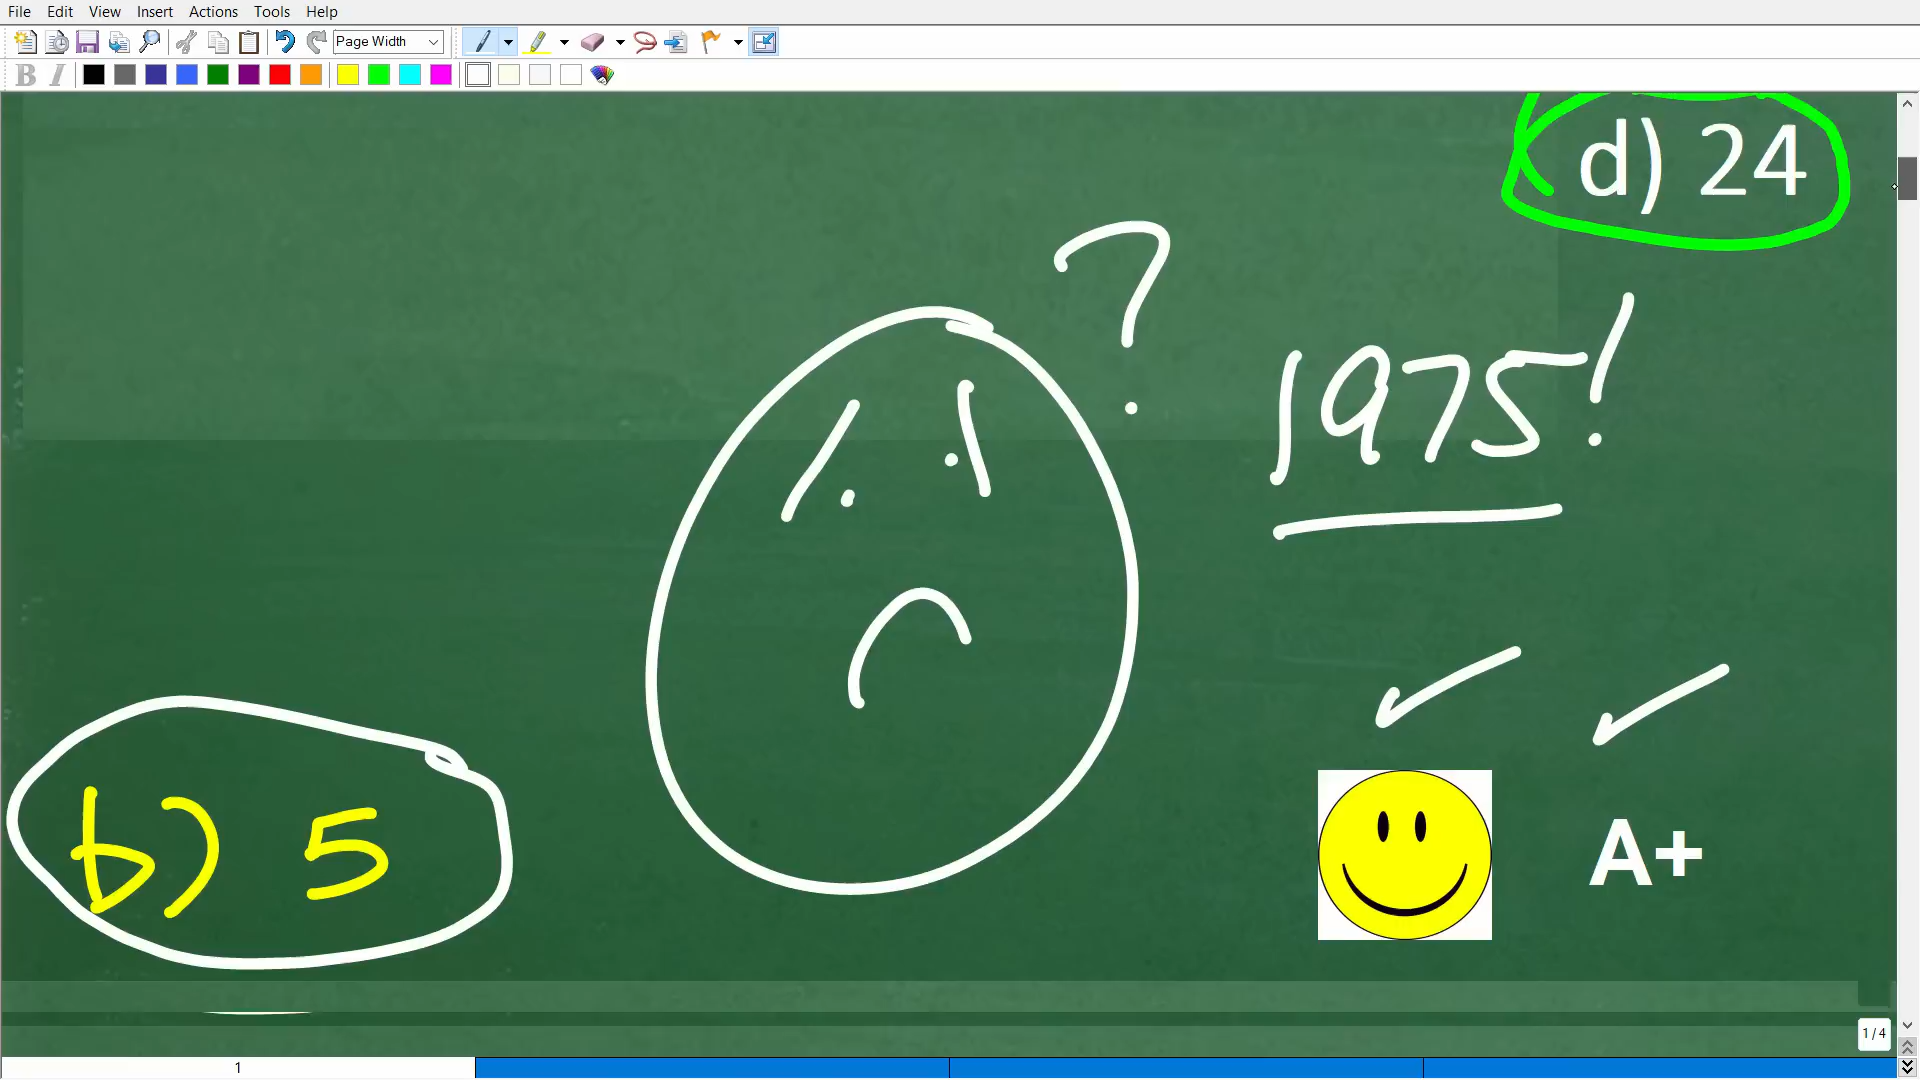 File Edit View Insert Actions Tools Help
Page Width
B I
d) 24
?
1975!
b) 5
A+
1 / 4
1